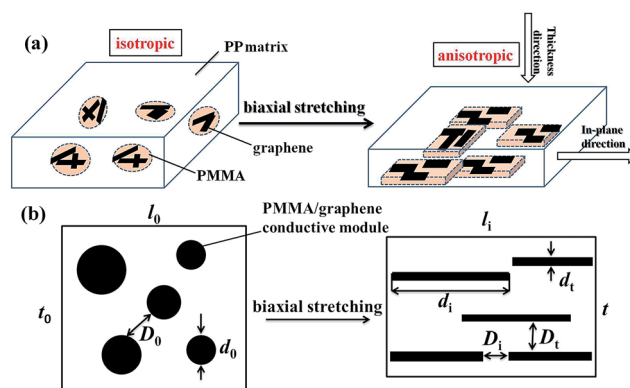 (a)
isotropic
PP matrix
anisotropic
Thickness
direction
biaxial stretching
In-plane
direction
graphene
PMMA
(b)
l0
PMMA/graphene
conductive module
li
t0
D0
d0
biaxial stretching
di
dt
Di
Dt
t